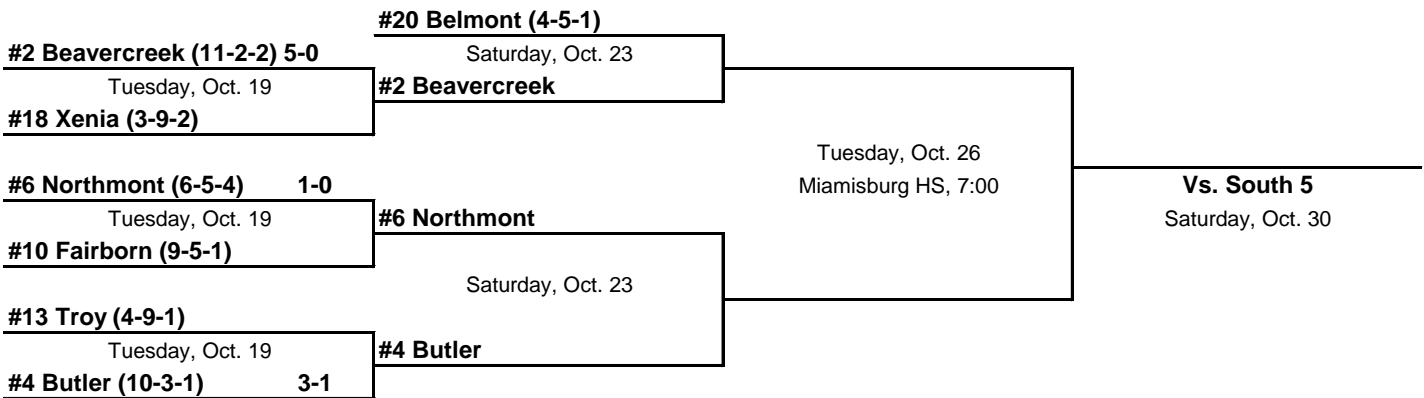 #20 Belmont (4-5-1)
#2 Beavercreek (11-2-2) 5-0
Saturday, Oct. 23
Tuesday, Oct. 19
#2 Beavercreek
#18 Xenia (3-9-2)
Tuesday, Oct. 26
#6 Northmont (6-5-4) 1-0
Miamisburg HS, 7:00
Vs. South 5
Tuesday, Oct. 19
#6 Northmont
Saturday, Oct. 30
#10 Fairborn (9-5-1)
Saturday, Oct. 23
#13 Troy (4-9-1)
Tuesday, Oct. 19
#4 Butler
#4 Butler (10-3-1) 3-1